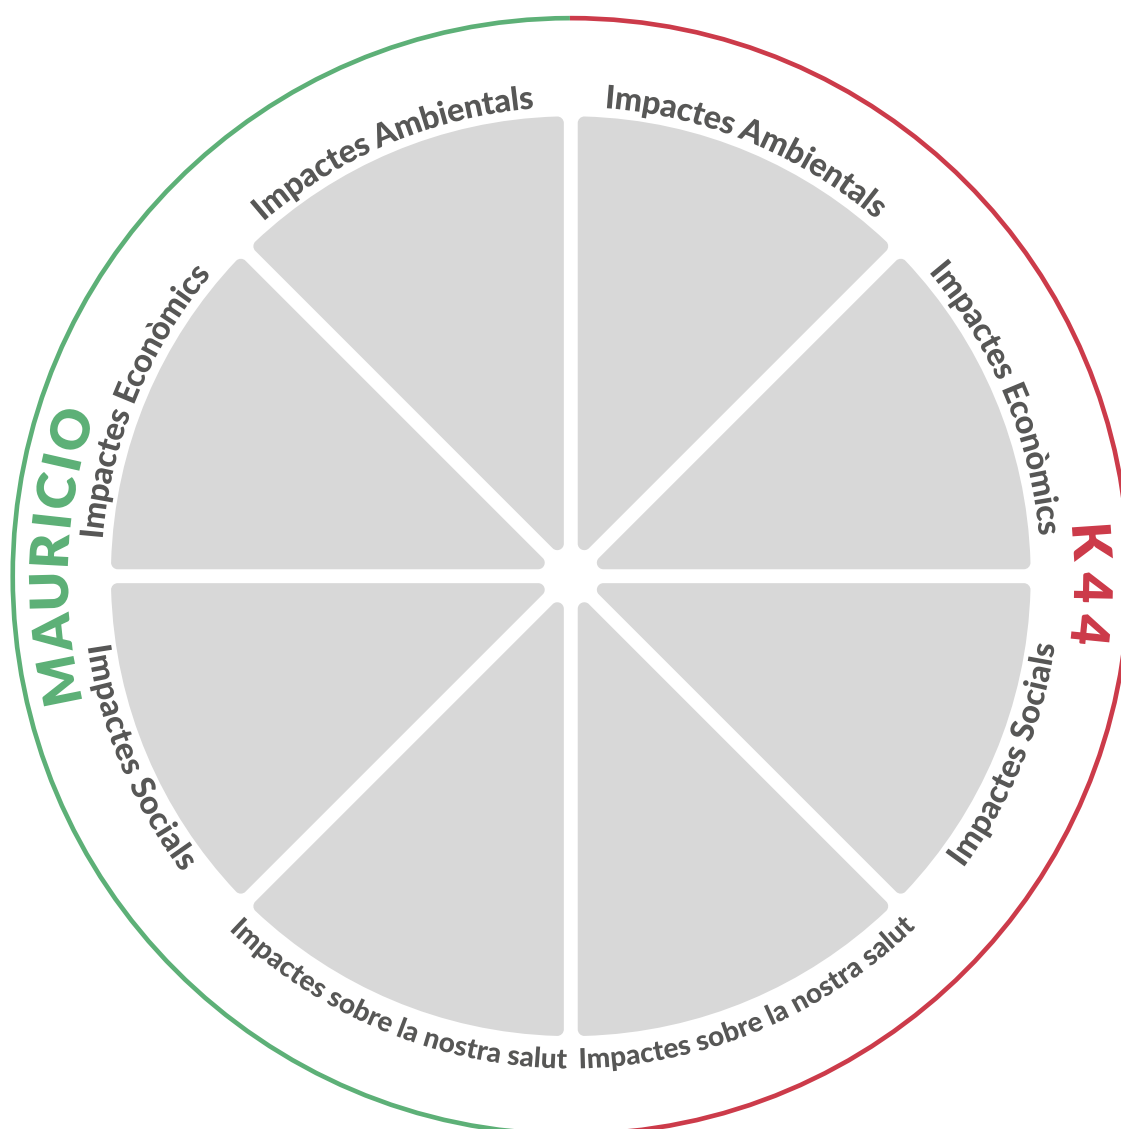 Impactes Ambientals
Impactes Ambientals
Impactes Econòmics
Impactes Econòmics
MAURICIO
K44
Impactes Socials
Impactes Socials
Impactes sobre la nostra salut
Impactes sobre la nostra salut